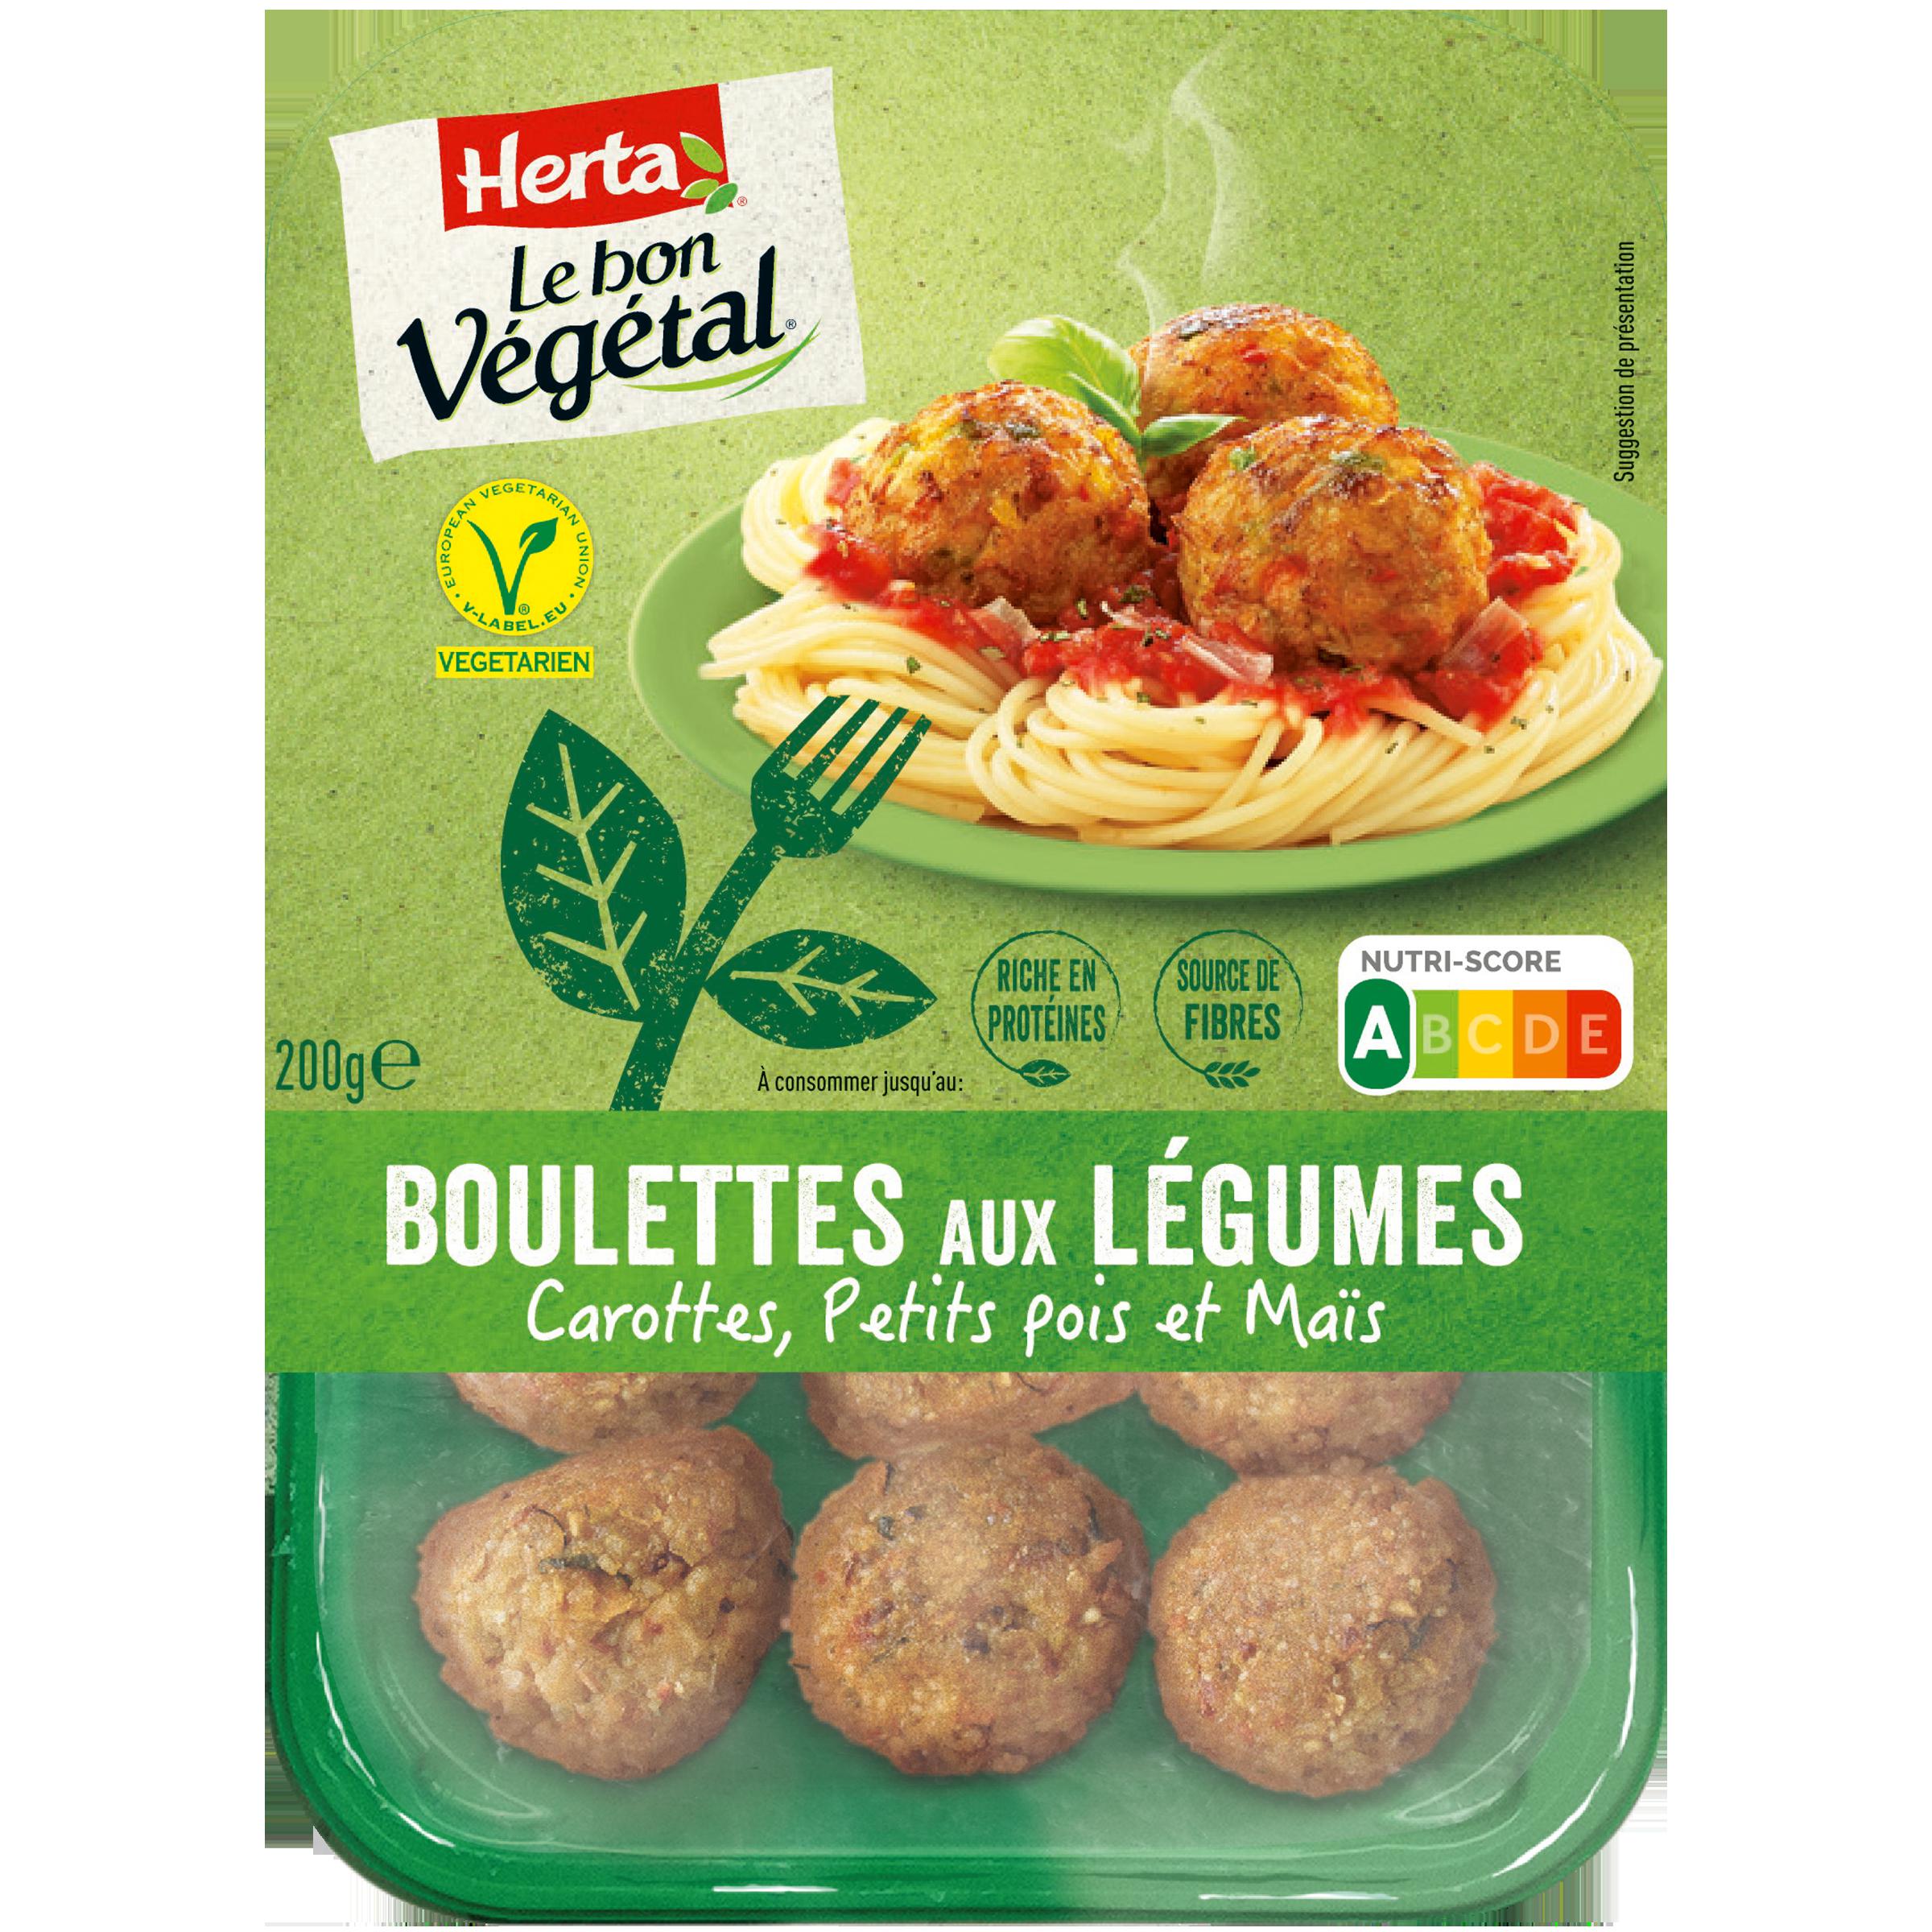 Herta®
Le bon
Végétal®
Suggestion de présentation
EUROPEAN VEGETARIAN UNION
V-LABEL.EU
®
VEGETARIEN
RICHE EN
PROTÉINES
SOURCE DE
FIBRES
NUTRI-SCORE
A B C D E
200g℮
À consommer jusqu'au:
BOULETTES AUX LÉGUMES
Carottes, Petits pois et Maïs